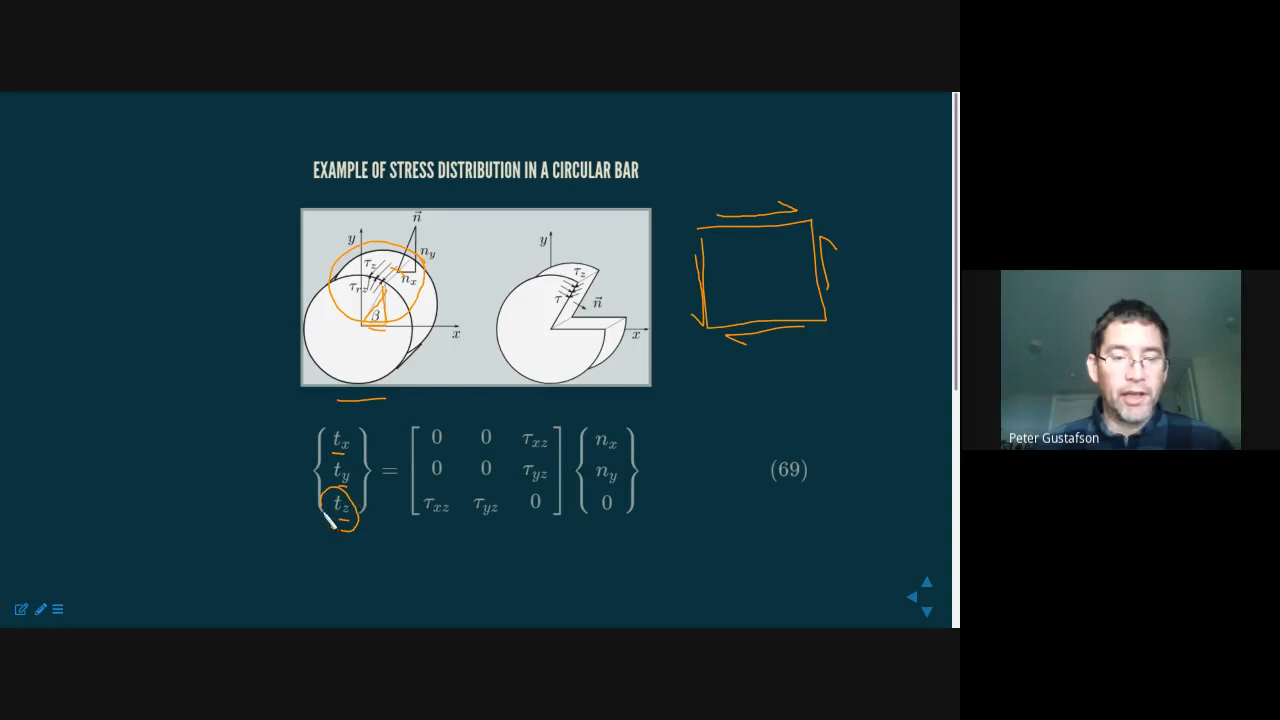 EXAMPLE OF STRESS DISTRIBUTION IN A CIRCULAR BAR
y
n⃗
n_y
τ_z
n_x
τ_rz
β
x
y
τ_z
τ
n⃗
x
{ t_x t_y t_z } = [ 0 0 τ_xz
0 0 τ_yz
τ_xz τ_yz 0 ] { n_x n_y 0 } (69)
Peter Gustafson